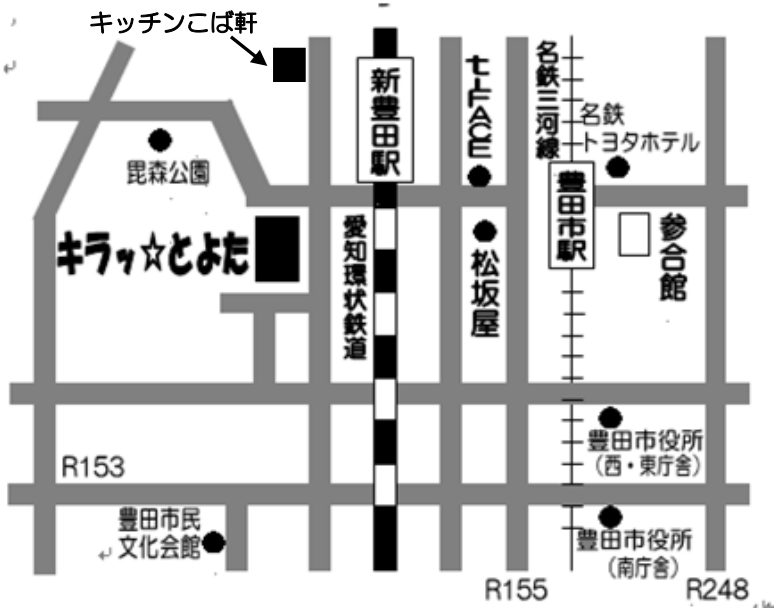 キッチンこば軒
新豊田駅
t-FACE
名鉄三河線
名鉄
トヨタホテル
毘森公園
豊田市駅
参合館
キラッ☆とよた
愛知環状鉄道
松坂屋
豊田市役所
(西・東庁舎)
R153
豊田市民
文化会館
豊田市役所
(南庁舎)
R155
R248